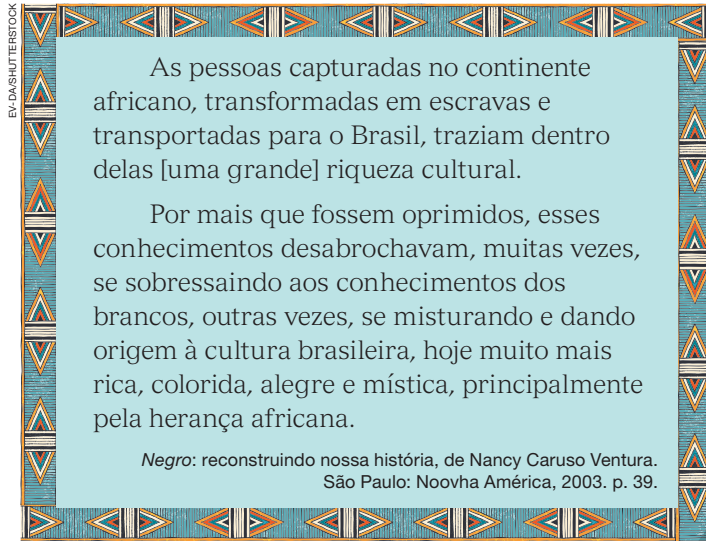 EV-DA/SHUTTERSTOCK
As pessoas capturadas no continente
africano, transformadas em escravas e
transportadas para o Brasil, traziam dentro
delas [uma grande] riqueza cultural.
Por mais que fossem oprimidos, esses
conhecimentos desabrochavam, muitas vezes,
se sobressaindo aos conhecimentos dos
brancos, outras vezes, se misturando e dando
origem à cultura brasileira, hoje muito mais
rica, colorida, alegre e mística, principalmente
pela herança africana.
Negro: reconstruindo nossa história, de Nancy Caruso Ventura.
São Paulo: Noovha América, 2003. p. 39.